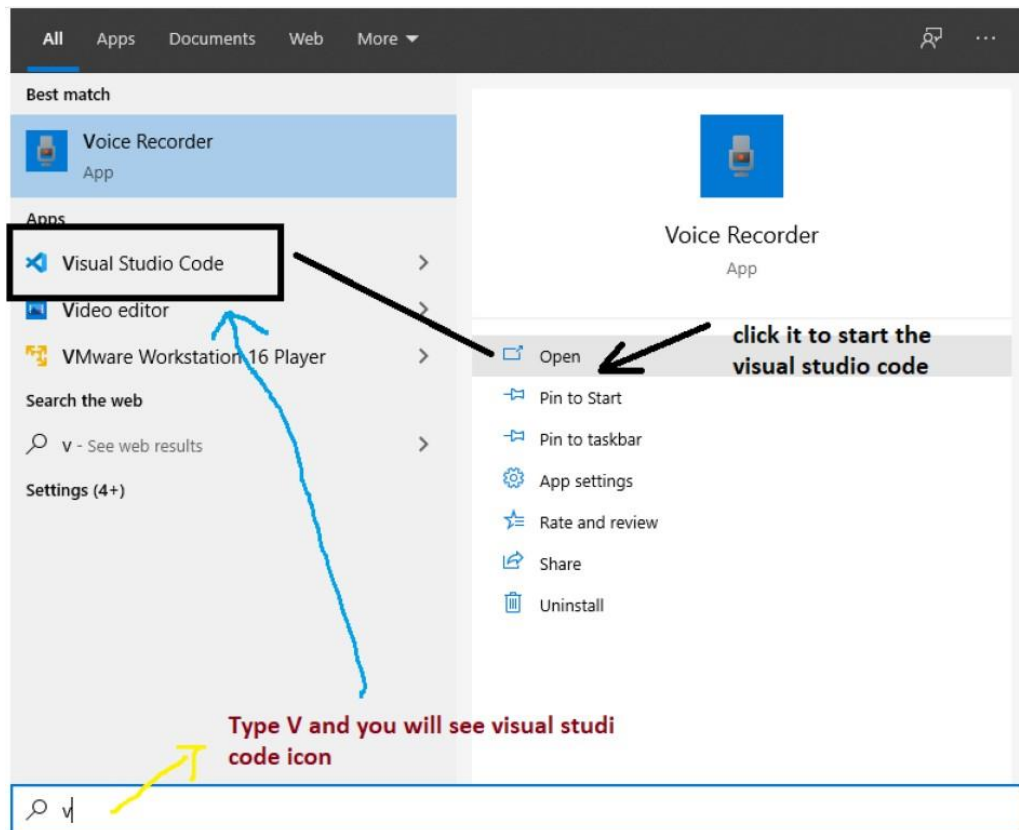 All Apps Documents Web More
Best match
Voice Recorder
App
Apps
Visual Studio Code
Video editor
VMware Workstation 16 Player
Search the web
v - See web results
Settings (4+)
Voice Recorder
App
click it to start the
visual studio code
Open
Pin to Start
Pin to taskbar
App settings
Rate and review
Share
Uninstall
Type V and you will see visual studi
code icon
v